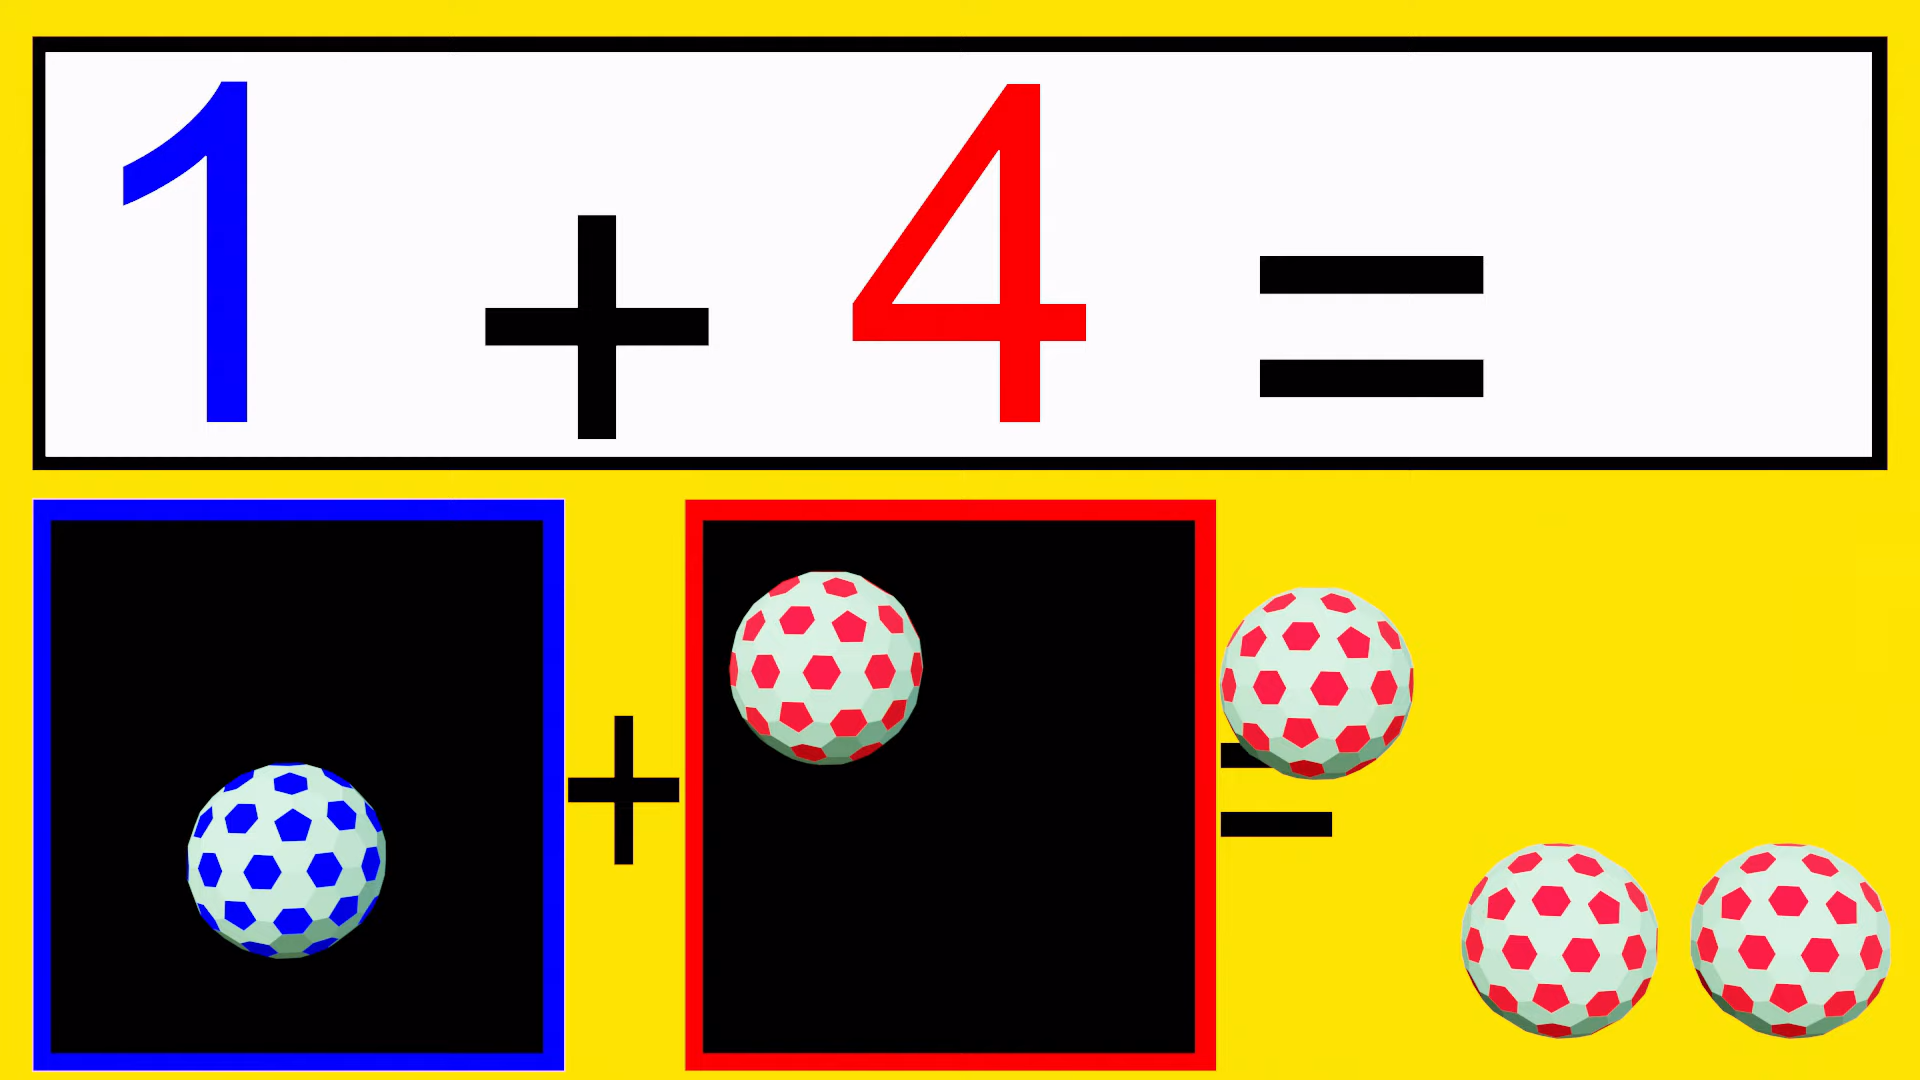 1 + 4 =
+ =